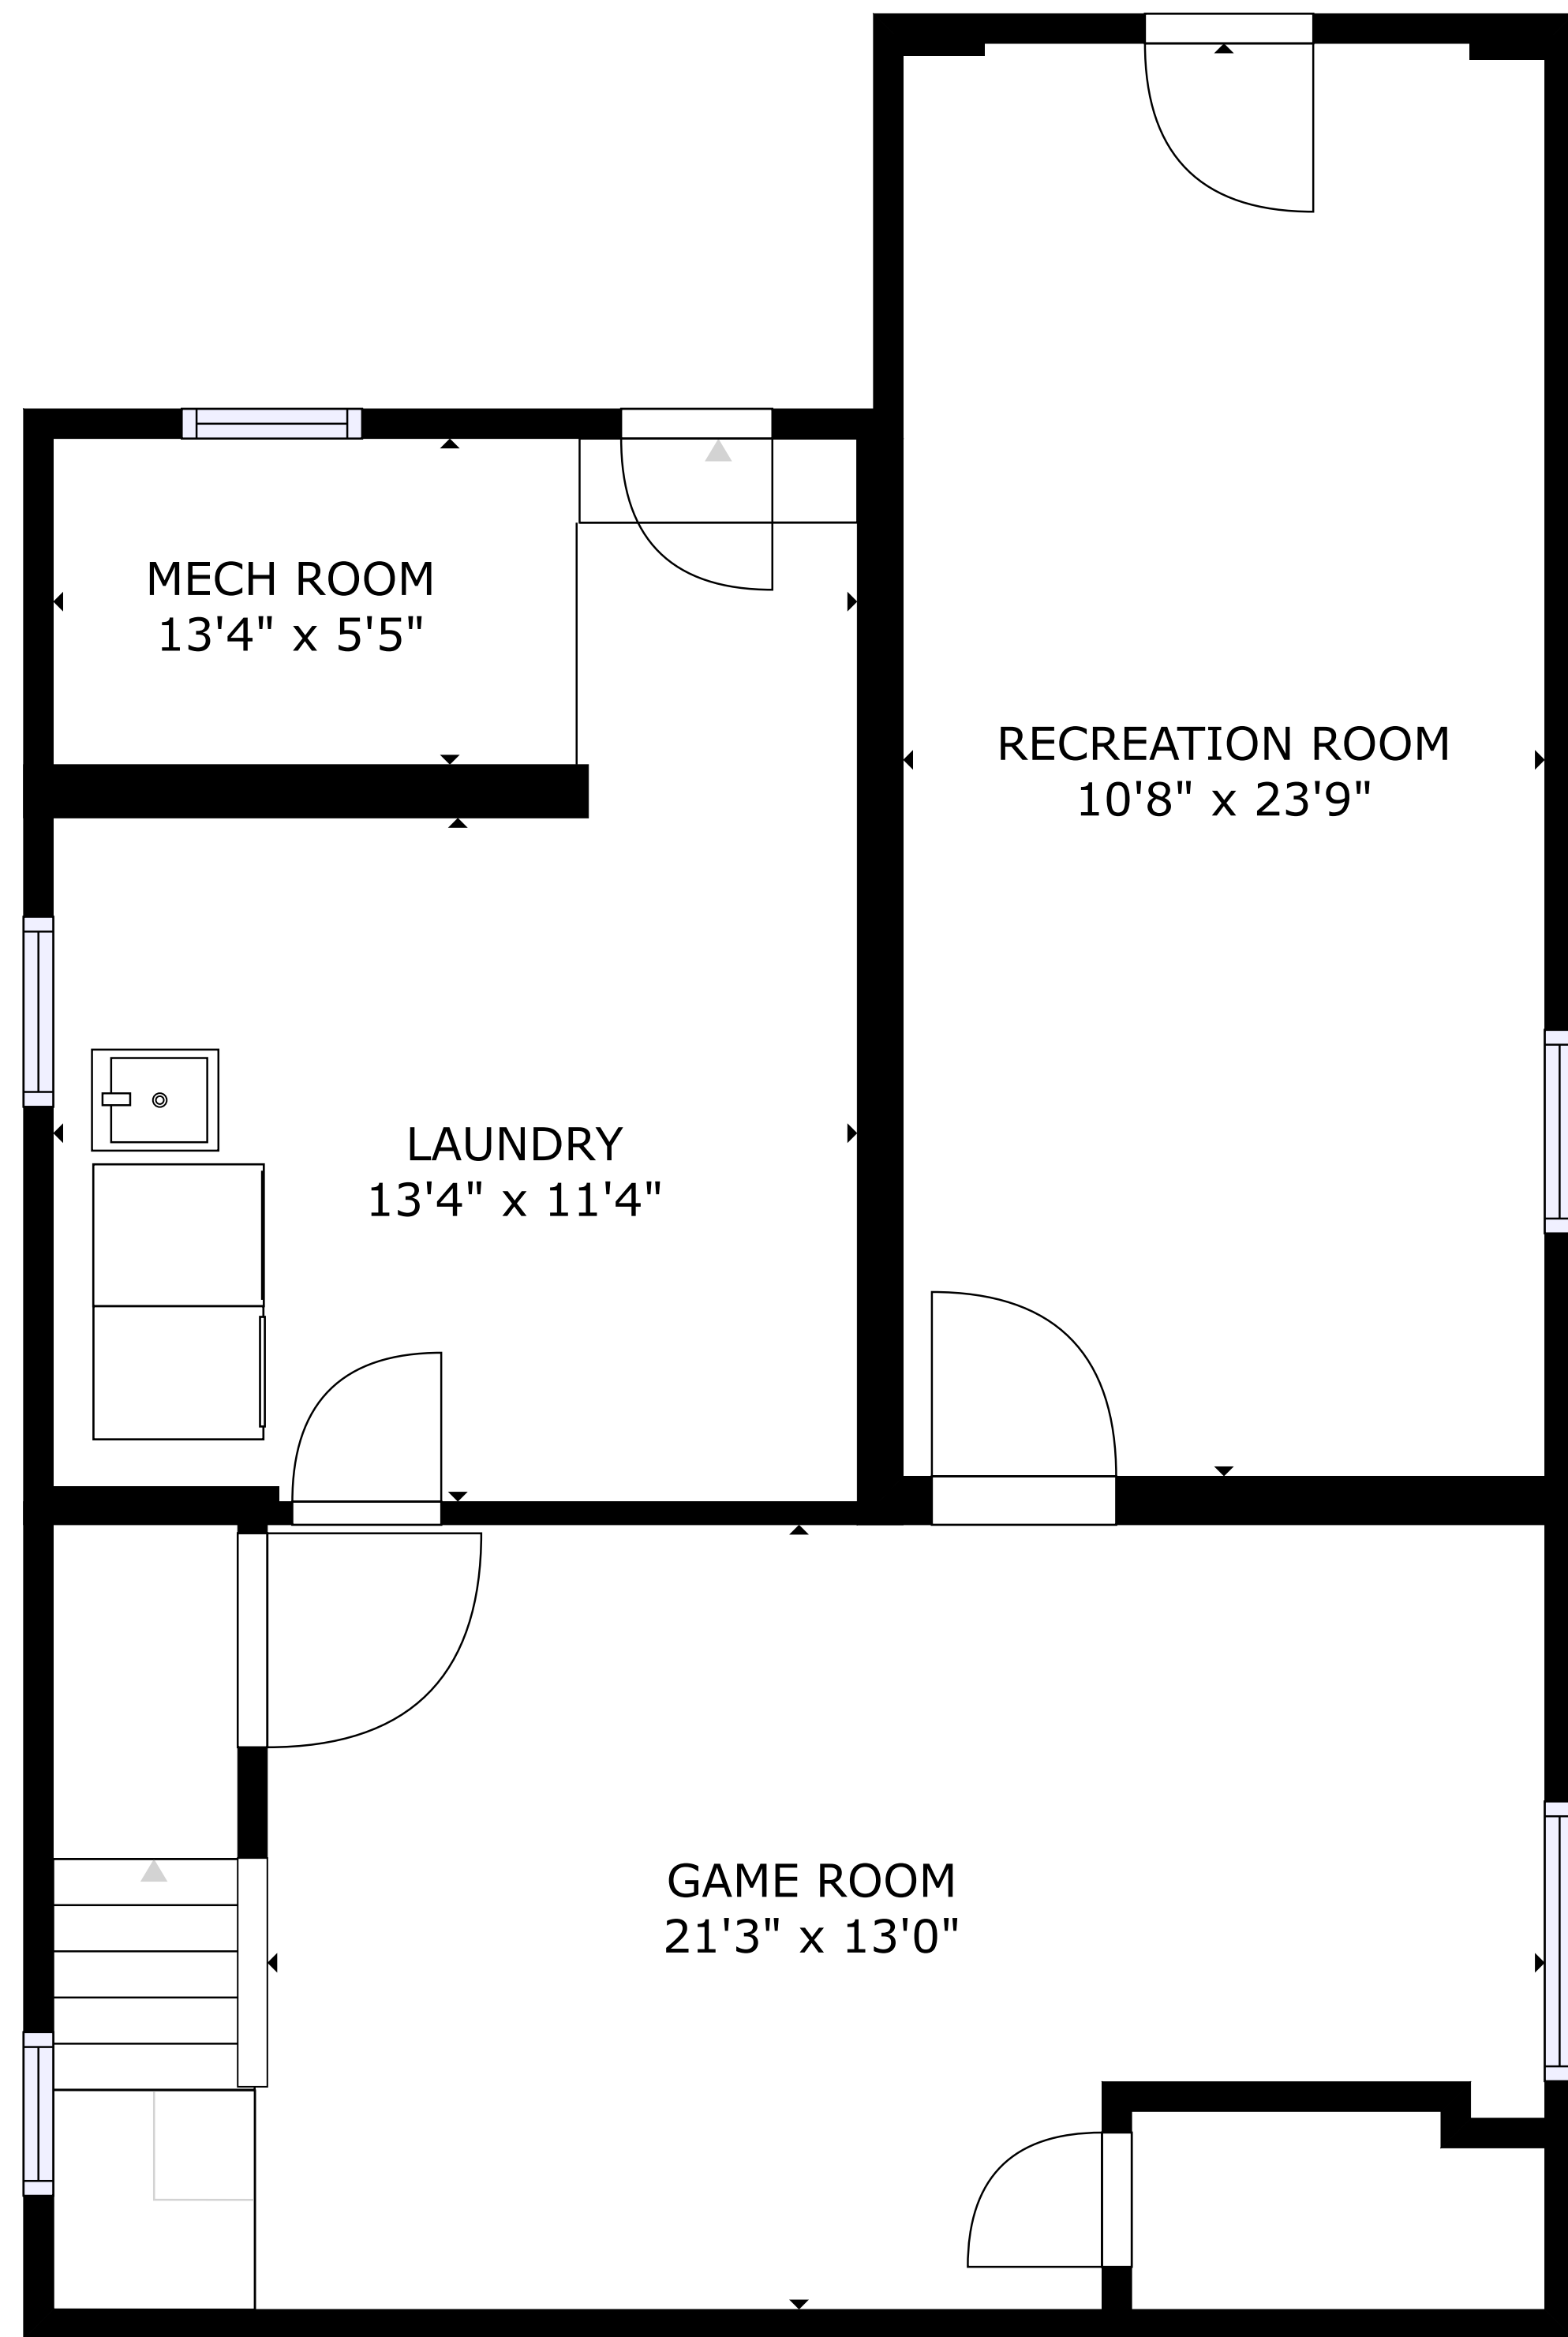 MECH ROOM
13'4" x 5'5"
RECREATION ROOM
10'8" x 23'9"
LAUNDRY
13'4" x 11'4"
GAME ROOM
21'3" x 13'0"